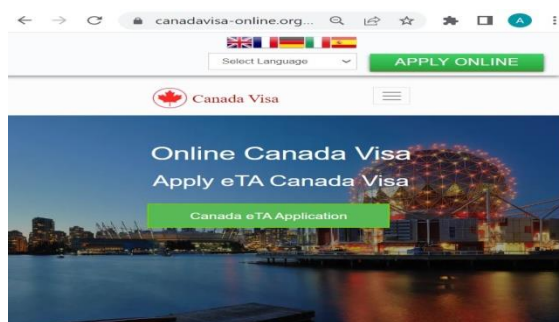 canadavisa-online.org...
A
Select Language
APPLY ONLINE
Canada Visa
Online Canada Visa
Apply eTA Canada Visa
Canada eTA Application